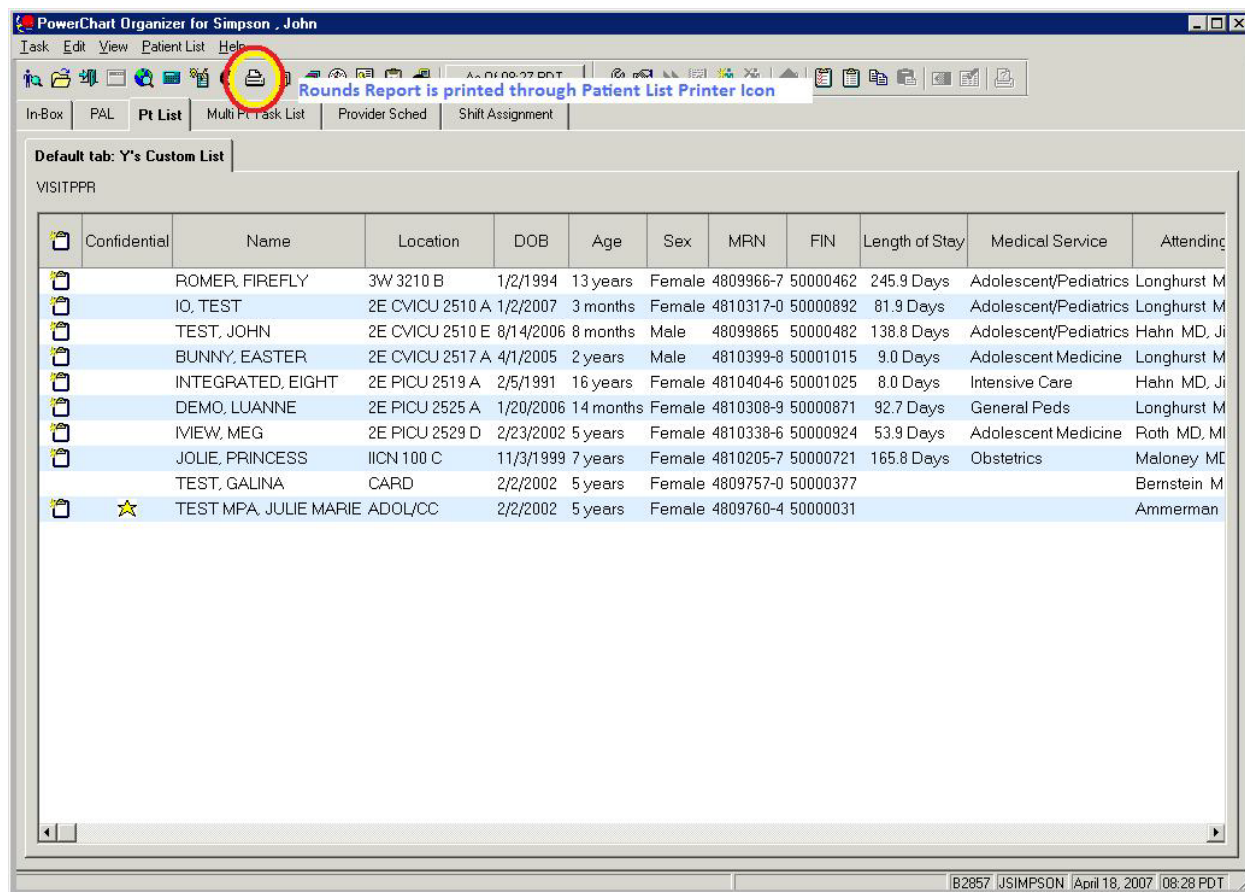 PowerChart Organizer for Simpson , John
Task Edit View Patient List Help
As Of 08:27 PDT
Rounds Report is printed through Patient List Printer Icon
In-Box PAL Pt List Multi Pt Task List Provider Sched Shift Assignment
Default tab: Y's Custom List
VISITPPR
Confidential Name Location DOB Age Sex MRN FIN Length of Stay Medical Service Attending
ROMER, FIREFLY 3W 3210 B 1/2/1994 13 years Female 4809966-7 50000462 245.9 Days Adolescent/Pediatrics Longhurst M
IO, TEST 2E CVICU 2510 A 1/2/2007 3 months Female 4810317-0 50000892 81.9 Days Adolescent/Pediatrics Longhurst M
TEST, JOHN 2E CVICU 2510 E 8/14/2006 8 months Male 48099865 50000482 138.8 Days Adolescent/Pediatrics Hahn MD, Ji
BUNNY, EASTER 2E CVICU 2517 A 4/1/2005 2 years Male 4810399-8 50001015 9.0 Days Adolescent Medicine Longhurst M
INTEGRATED, EIGHT 2E PICU 2519 A 2/5/1991 16 years Female 4810404-6 50001025 8.0 Days Intensive Care Hahn MD, Ji
DEMO, LUANNE 2E PICU 2525 A 1/20/2006 14 months Female 4810308-9 50000871 92.7 Days General Peds Longhurst M
IVIEW, MEG 2E PICU 2529 D 2/23/2002 5 years Female 4810338-6 50000924 53.9 Days Adolescent Medicine Roth MD, MI
JOLIE, PRINCESS IICN 100 C 11/3/1999 7 years Female 4810205-7 50000721 165.8 Days Obstetrics Maloney MD
TEST, GALINA CARD 2/2/2002 5 years Female 4809757-0 50000377 Bernstein M
TEST MPA, JULIE MARIE ADOL/CC 2/2/2002 5 years Female 4809760-4 50000031 Ammerman
B2857 JSIMPSON April 18, 2007 08:28 PDT